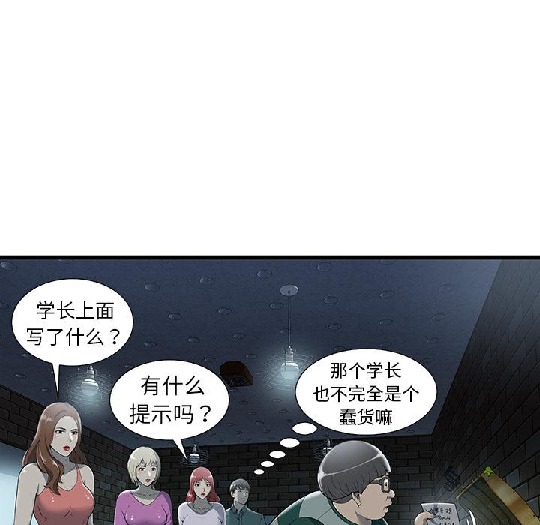 学长上面
写了什么？
有什么
提示吗？
那个学长
也不完全是个
蠢货嘛